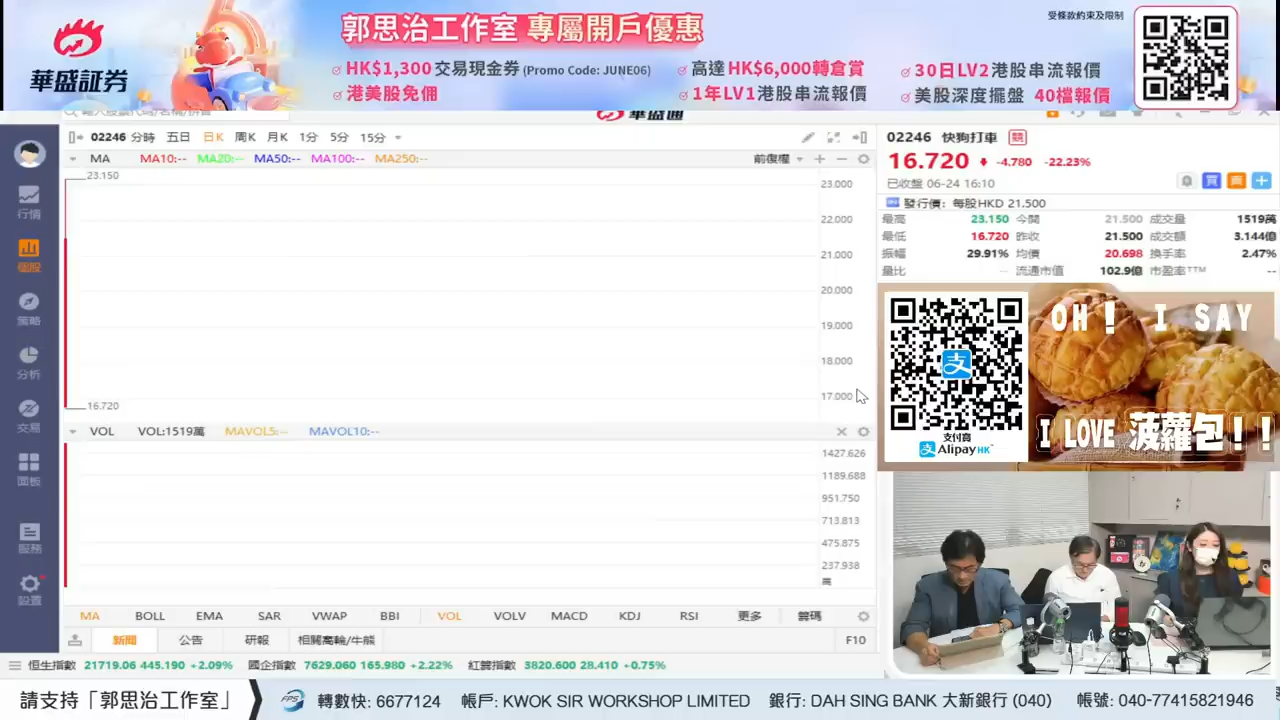 郭思治工作室 專屬開戶優惠
受條款約束及限制
華盛証券
HK$1,300交易現金券(Promo Code: JUNE06)
高達HK$6,000轉倉賞
30日LV2港股串流報價
港美股免佣
1年LV1港股串流報價
美股深度擺盤 40檔報價
華盛通
02246 分時 五日 日K 周K 月K 1分 5分 15分
02246 快狗打車
MA MA10:-- MA20:-- MA50:-- MA100:-- MA250:-- 前復權
16.720 -4.780 -22.23%
已收盤 06-24 16:10
買 賣
發行價: 每股HKD 21.500
最高 23.150 今開 21.500 成交量 1519萬
最低 16.720 昨收 21.500 成交額 3.144億
振幅 29.91% 均價 20.698 換手率 2.47%
量比 -- 流通市值 102.9億 市盈率TTM --
23.150
23.000
22.000
21.000
20.000
19.000
18.000
17.000
16.720
行情
個股
策略
分析
交易
面板
服務
設置
VOL VOL:1519萬 MAVOL5:-- MAVOL10:--
1427.626
1189.688
951.750
713.813
475.875
237.938
萬
OH! I SAY
I LOVE 菠蘿包!!
支
支付寶
支 AlipayHK™
MA BOLL EMA SAR VWAP BBI VOL VOLV MACD KDJ RSI 更多 籌碼
新聞 公告 研報 相關窩輪/牛熊 F10
恒生指數 21719.06 445.190 +2.09% 國企指數 7629.060 165.980 +2.22% 紅籌指數 3820.600 28.410 +0.75%
請支持「郭思治工作室」 FPS 轉數快: 6677124 帳戶: KWOK SIR WORKSHOP LIMITED 銀行: DAH SING BANK 大新銀行 (040) 帳號: 040-77415821946